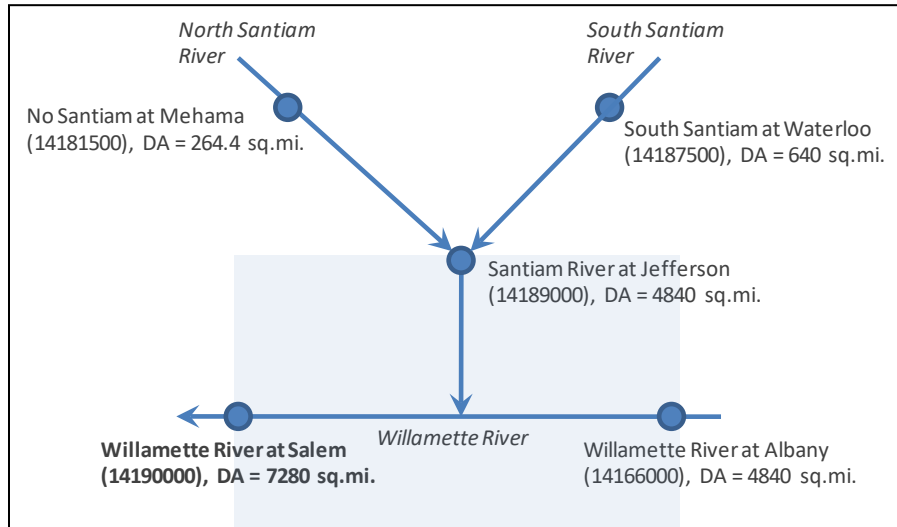 North Santiam
River
South Santiam
River
No Santiam at Mehama
(14181500), DA = 264.4 sq.mi.
South Santiam at Waterloo
(14187500), DA = 640 sq.mi.
Santiam River at Jefferson
(14189000), DA = 4840 sq.mi.
Willamette River
Willamette River at Salem
(14190000), DA = 7280 sq.mi.
Willamette River at Albany
(14166000), DA = 4840 sq.mi.